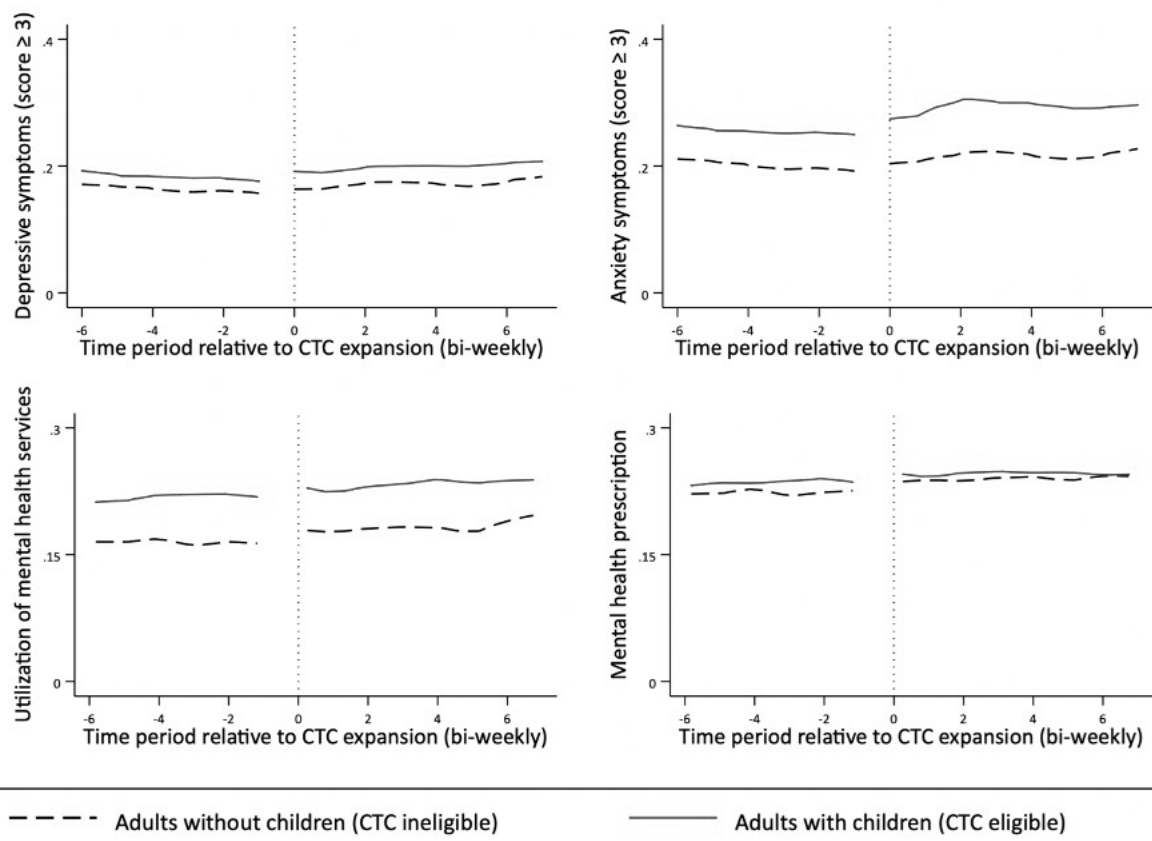 Depressive symptoms (score ≥ 3)
.4
.2
0
-6 -4 -2 0 2 4 6
Time period relative to CTC expansion (bi-weekly)
Anxiety symptoms (score ≥ 3)
.4
.2
0
-6 -4 -2 0 2 4 6
Time period relative to CTC expansion (bi-weekly)
Utilization of mental health services
.3
.15
0
-6 -4 -2 0 2 4 6
Time period relative to CTC expansion (bi-weekly)
Mental health prescription
.3
.15
0
-6 -4 -2 0 2 4 6
Time period relative to CTC expansion (bi-weekly)
Adults without children (CTC ineligible)
Adults with children (CTC eligible)